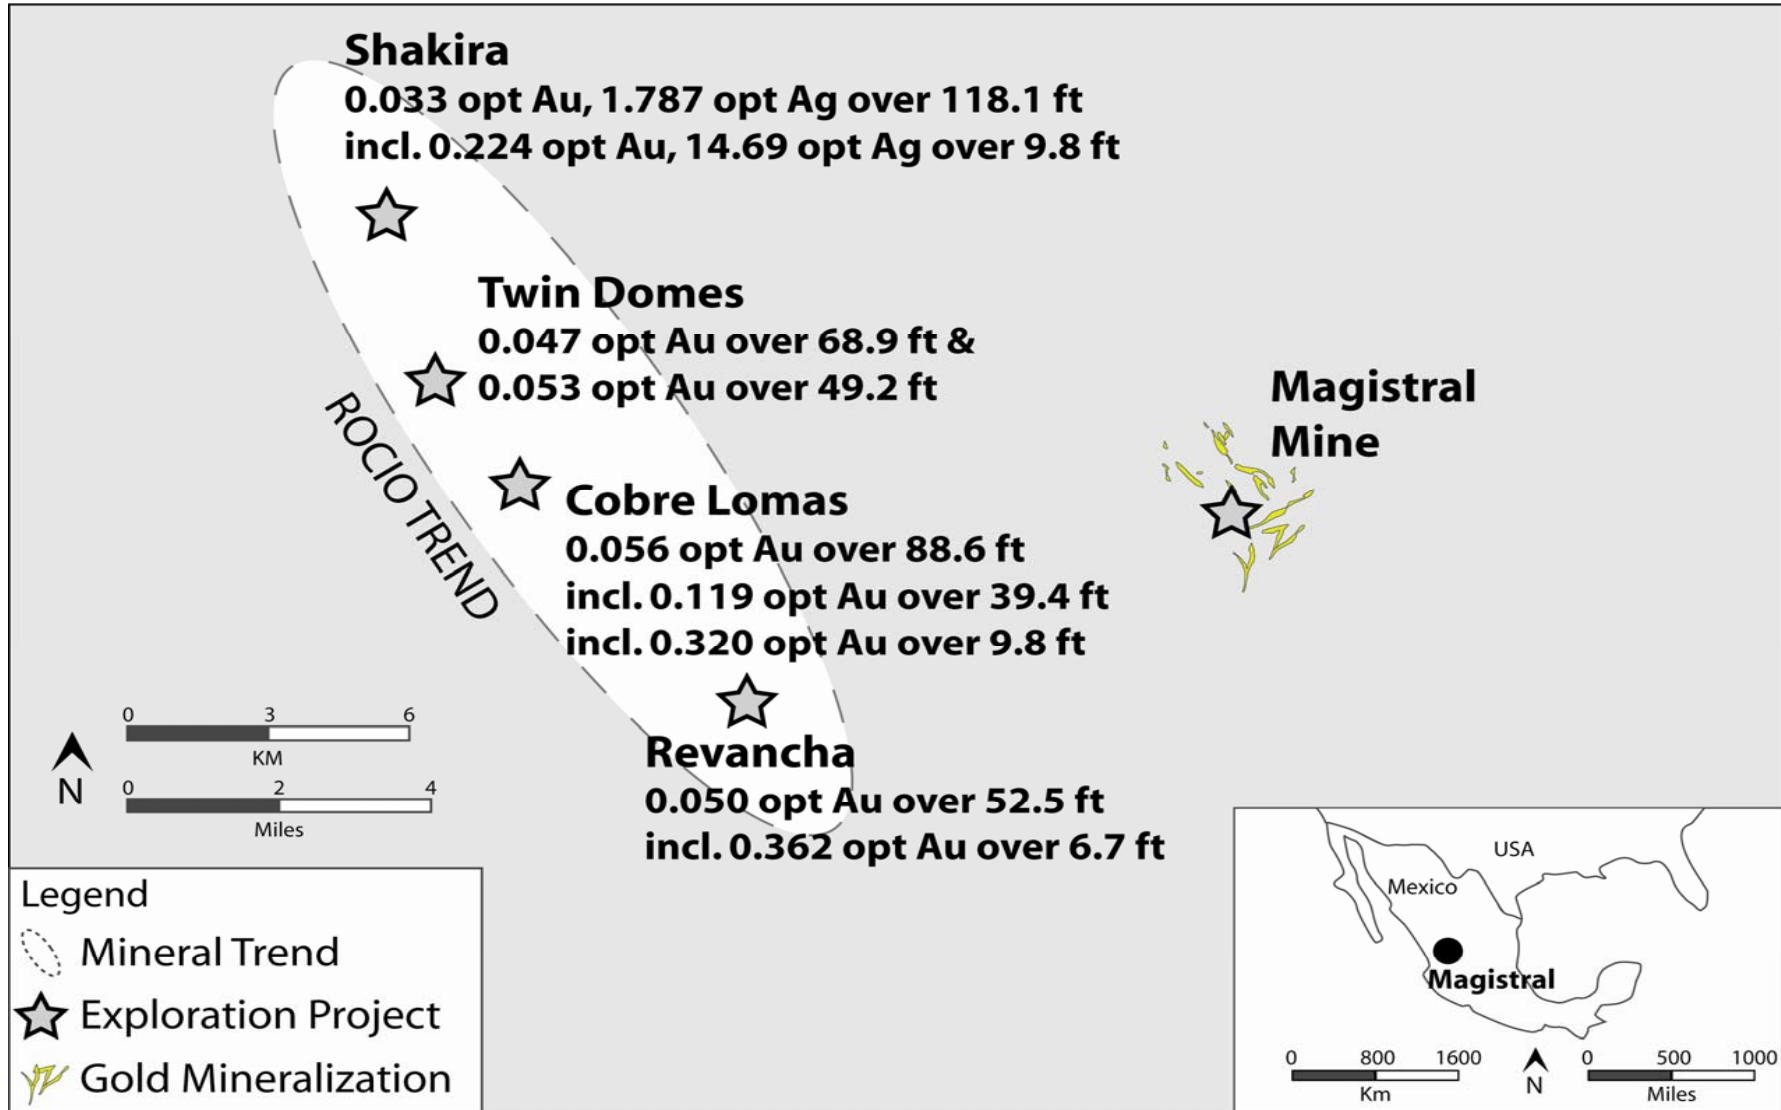 Shakira
0.033 opt Au, 1.787 opt Ag over 118.1 ft
incl. 0.224 opt Au, 14.69 opt Ag over 9.8 ft
Twin Domes
0.047 opt Au over 68.9 ft &
0.053 opt Au over 49.2 ft
ROCIO TREND
Magistral
Mine
Cobre Lomas
0.056 opt Au over 88.6 ft
incl. 0.119 opt Au over 39.4 ft
incl. 0.320 opt Au over 9.8 ft
Revancha
0.050 opt Au over 52.5 ft
incl. 0.362 opt Au over 6.7 ft
0 3 6
KM
N
0 2 4
Miles
Legend
Mineral Trend
Exploration Project
Gold Mineralization
USA
Mexico
Magistral
0 800 1600
Km
N
0 500 1000
Miles